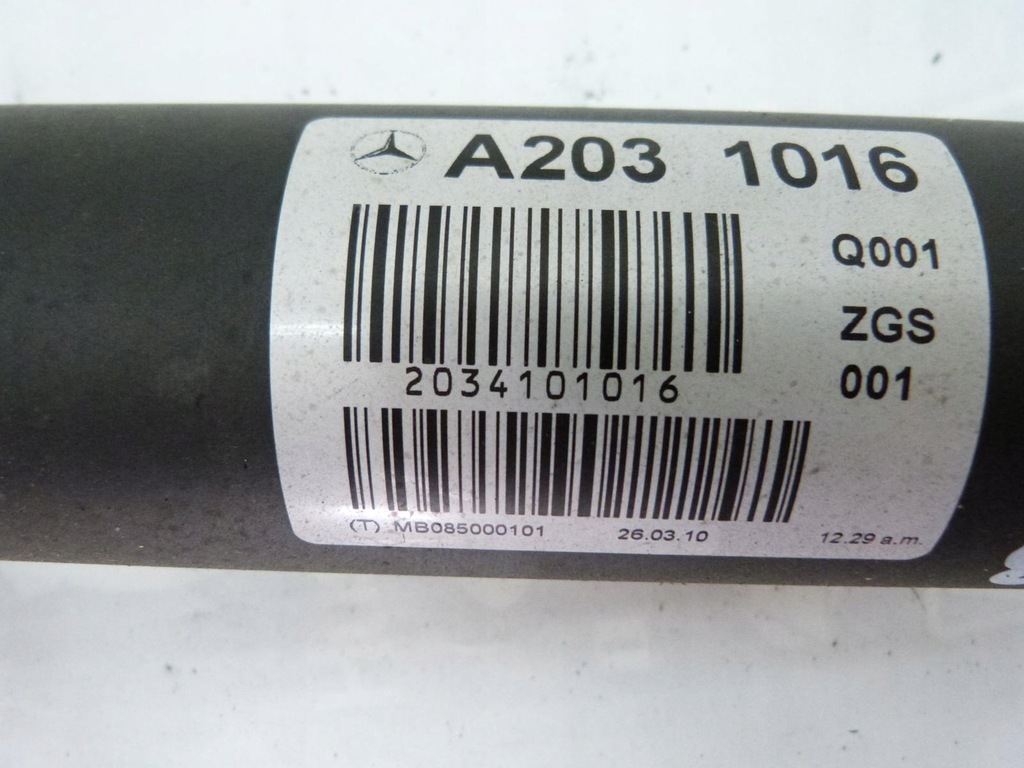 A203 1016
Q001
ZGS
001
2034101016
(T) MB085000101 26.03.10 12.29 a.m.